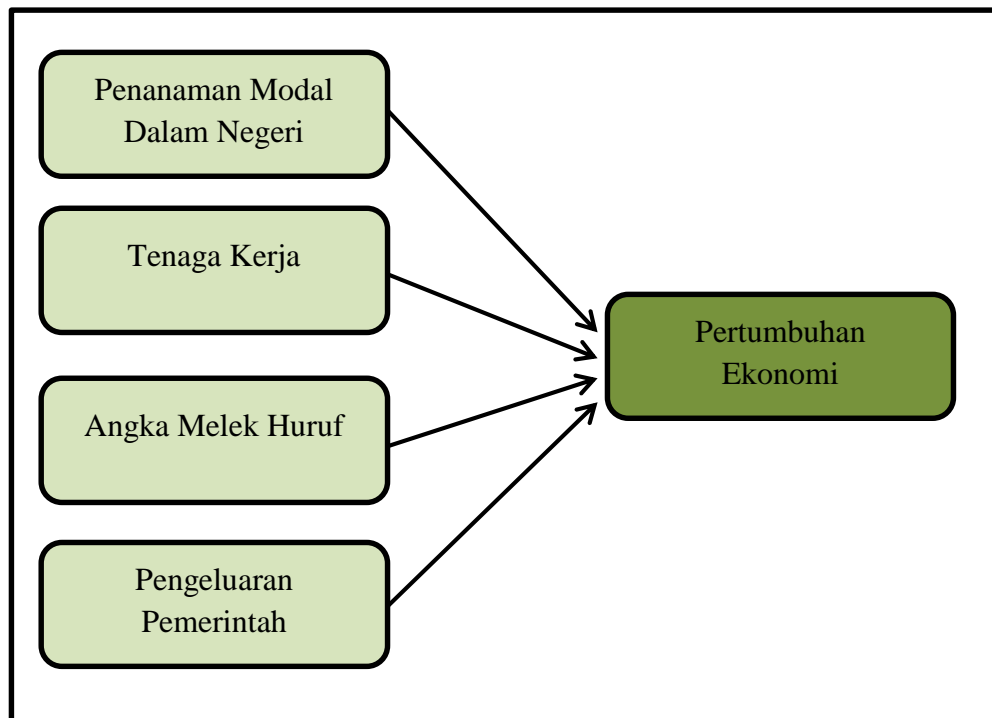 Penanaman Modal
Dalam Negeri
Tenaga Kerja
Angka Melek Huruf
Pengeluaran
Pemerintah
Pertumbuhan
Ekonomi